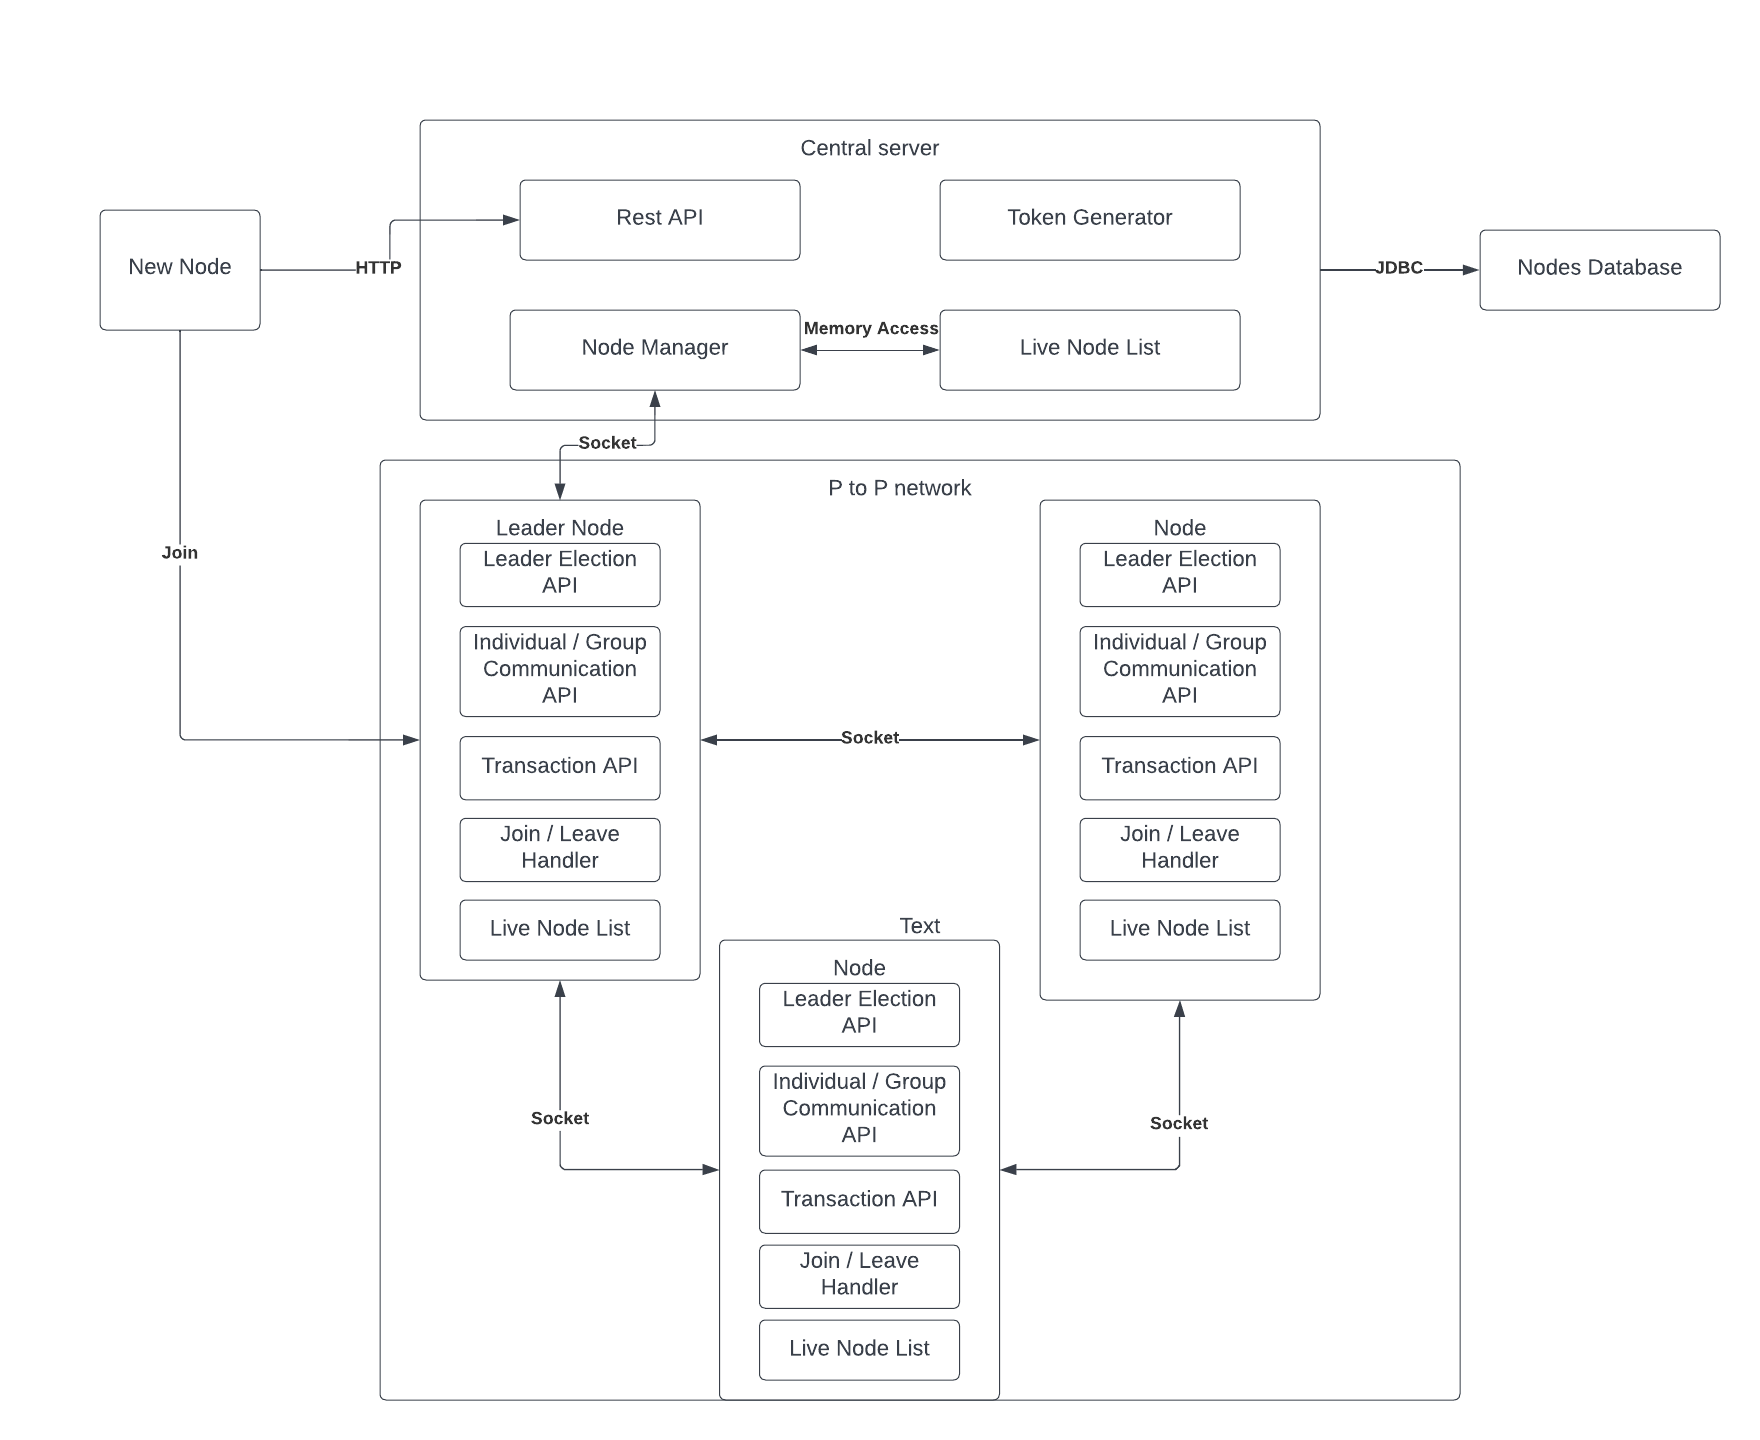 Central server
Rest API
Token Generator
New Node
HTTP
JDBC
Nodes Database
Memory Access
Node Manager
Live Node List
Socket
P to P network
Leader Node
Leader Election
API
Individual / Group
Communication
API
Transaction API
Join / Leave
Handler
Live Node List
Node
Leader Election
API
Individual / Group
Communication
API
Transaction API
Join / Leave
Handler
Live Node List
Join
Socket
Text
Node
Leader Election
API
Individual / Group
Communication
API
Transaction API
Join / Leave
Handler
Live Node List
Socket
Socket